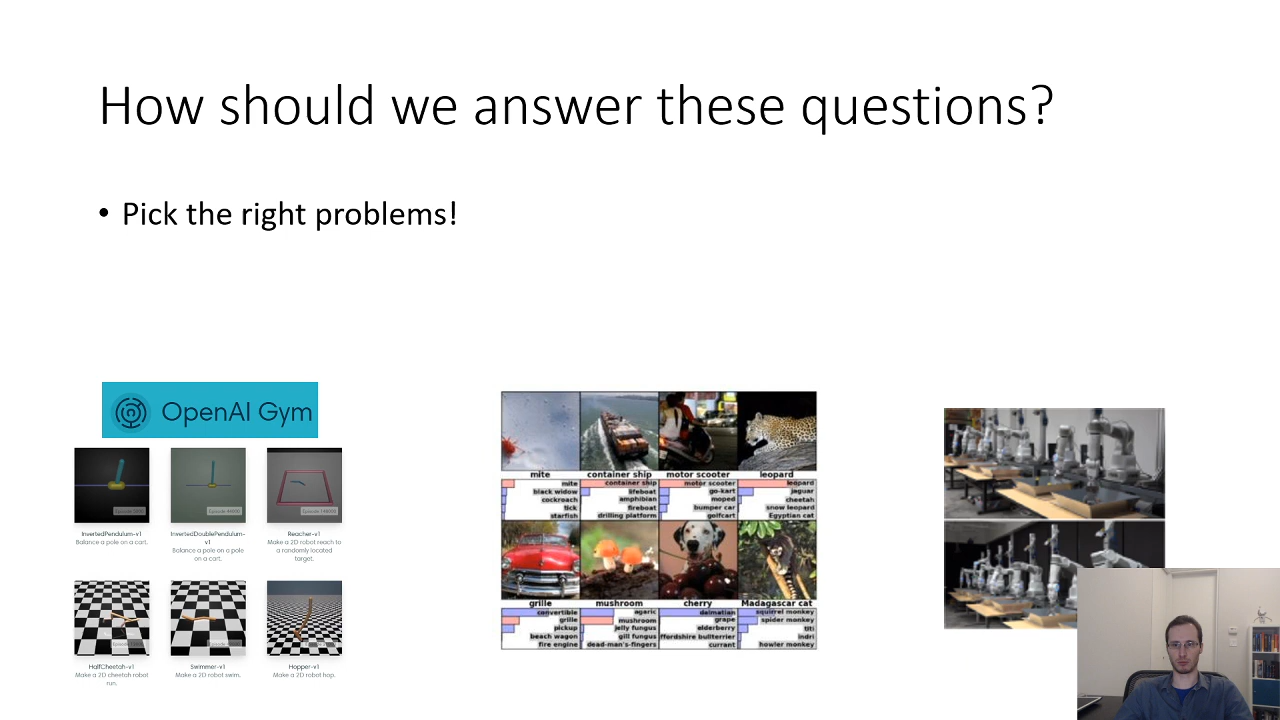 How should we answer these questions?
• Pick the right problems!
OpenAI Gym
InvertedPendulum-v1
Balance a pole on a cart.
InvertedDoublePendulum-
v1
Balance a pole on a pole
on a cart.
Reacher-v1
Make a 2D robot reach to
a randomly located
target.
HalfCheetah-v1
Make a 2D cheetah robot
run.
Swimmer-v1
Make a 2D robot swim.
Hopper-v1
Make a 2D robot hop.
mite
container ship
motor scooter
leopard
mite
black widow
cockroach
tick
starfish
container ship
lifeboat
amphibian
fireboat
drilling platform
motor scooter
go-kart
moped
bumper car
golfcart
leopard
jaguar
cheetah
snow leopard
Egyptian cat
grille
mushroom
cherry
Madagascar cat
convertible
grille
pickup
beach wagon
fire engine
agaric
mushroom
jelly fungus
gill fungus
dead-man's-fingers
dalmatian
grape
elderberry
ffordshire bullterrier
currant
squirrel monkey
spider monkey
titi
indri
howler monkey